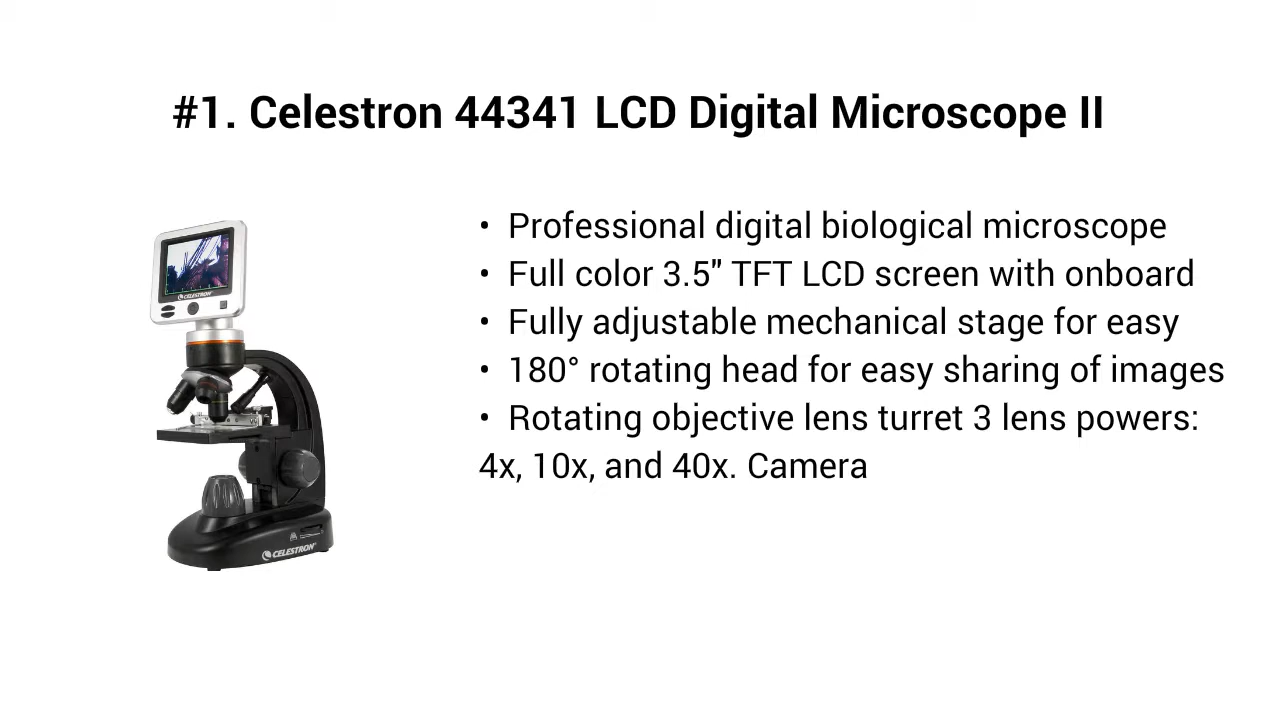 #1. Celestron 44341 LCD Digital Microscope II
• Professional digital biological microscope
• Full color 3.5" TFT LCD screen with onboard
• Fully adjustable mechanical stage for easy
• 180° rotating head for easy sharing of images
• Rotating objective lens turret 3 lens powers:
4x, 10x, and 40x. Camera
CELESTRON
CELESTRON